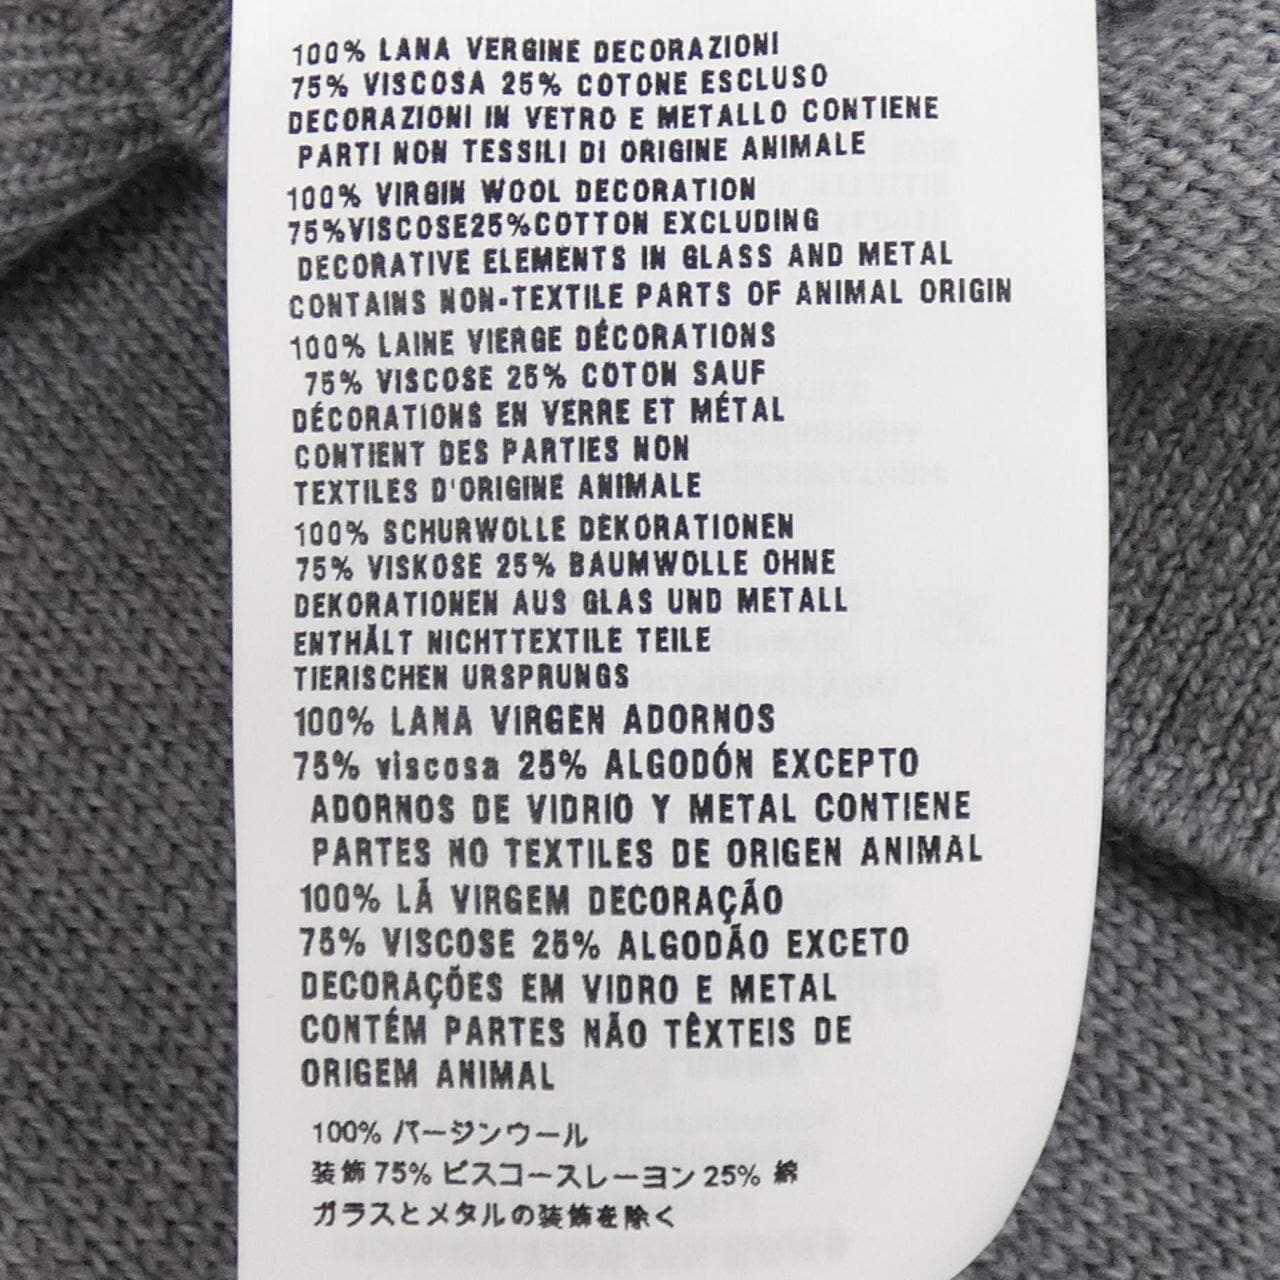 100% LANA VERGINE DECORAZIONI
75% VISCOSA 25% COTONE ESCLUSO
DECORAZIONI IN VETRO E METALLO CONTIENE
PARTI NON TESSILI DI ORIGINE ANIMALE
100% VIRGIN WOOL DECORATION
75%VISCOSE25%COTTON EXCLUDING
DECORATIVE ELEMENTS IN GLASS AND METAL
CONTAINS NON-TEXTILE PARTS OF ANIMAL ORIGIN
100% LAINE VIERGE DÉCORATIONS
75% VISCOSE 25% COTON SAUF
DÉCORATIONS EN VERRE ET MÉTAL
CONTIENT DES PARTIES NON
TEXTILES D'ORIGINE ANIMALE
100% SCHURWOLLE DEKORATIONEN
75% VISKOSE 25% BAUMWOLLE OHNE
DEKORATIONEN AUS GLAS UND METALL
ENTHÄLT NICHTTEXTILE TEILE
TIERISCHEN URSPRUNGS
100% LANA VIRGEN ADORNOS
75% viscosa 25% ALGODÓN EXCEPTO
ADORNOS DE VIDRIO Y METAL CONTIENE
PARTES NO TEXTILES DE ORIGEN ANIMAL
100% LÃ VIRGEM DECORAÇÃO
75% VISCOSE 25% ALGODÃO EXCETO
DECORAÇÕES EM VIDRO E METAL
CONTÉM PARTES NÃO TÊXTEIS DE
ORIGEM ANIMAL
100% バージンウール
装飾 75% ビスコースレーヨン 25% 綿
ガラスとメタルの装飾を除く